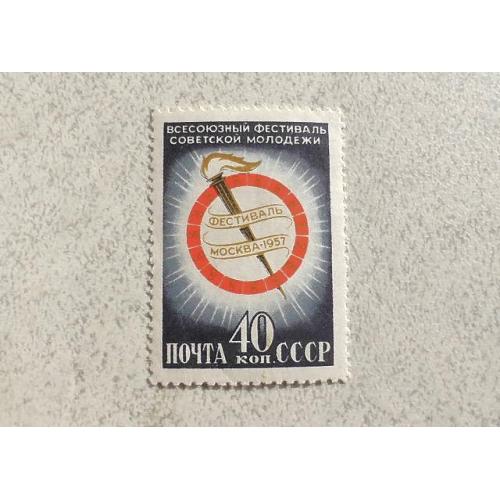 ВСЕСОЮЗНЫЙ ФЕСТИВАЛЬ
СОВЕТСКОЙ МОЛОДЕЖИ
ФЕСТИВАЛЬ
МОСКВА-1957
ПОЧТА 40 КОП. СССР